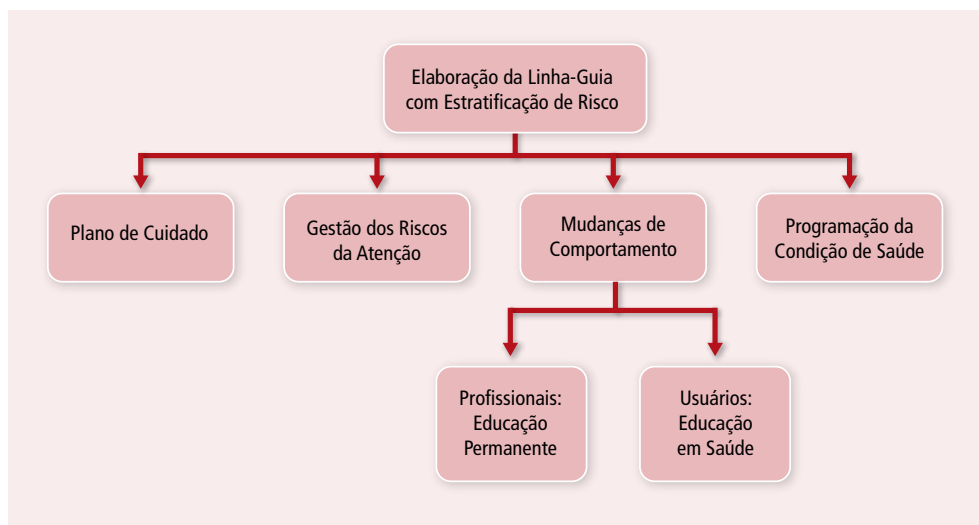 Elaboração da Linha-Guia
com Estratificação de Risco
Plano de Cuidado
Gestão dos Riscos
da Atenção
Mudanças de
Comportamento
Programação da
Condição de Saúde
Profissionais:
Educação
Permanente
Usuários:
Educação
em Saúde